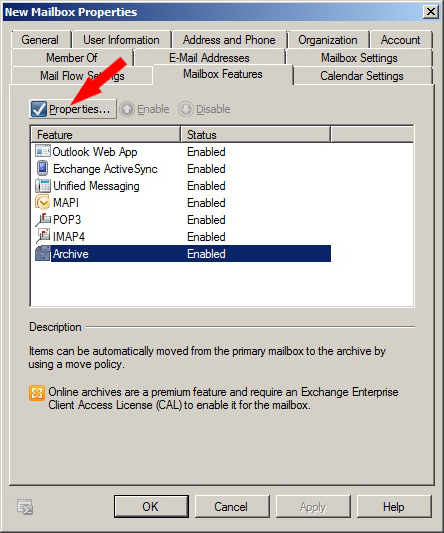 New Mailbox Properties
General User Information Address and Phone Organization Account
Member Of E-Mail Addresses Mailbox Settings
Mail Flow Settings Mailbox Features Calendar Settings
Properties... Enable Disable
Feature Status
Outlook Web App Enabled
Exchange ActiveSync Enabled
Unified Messaging Enabled
MAPI Enabled
POP3 Enabled
IMAP4 Enabled
Archive Enabled
Description
Items can be automatically moved from the primary mailbox to the archive by
using a move policy.
Online archives are a premium feature and require an Exchange Enterprise
Client Access License (CAL) to enable it for the mailbox.
OK Cancel Apply Help